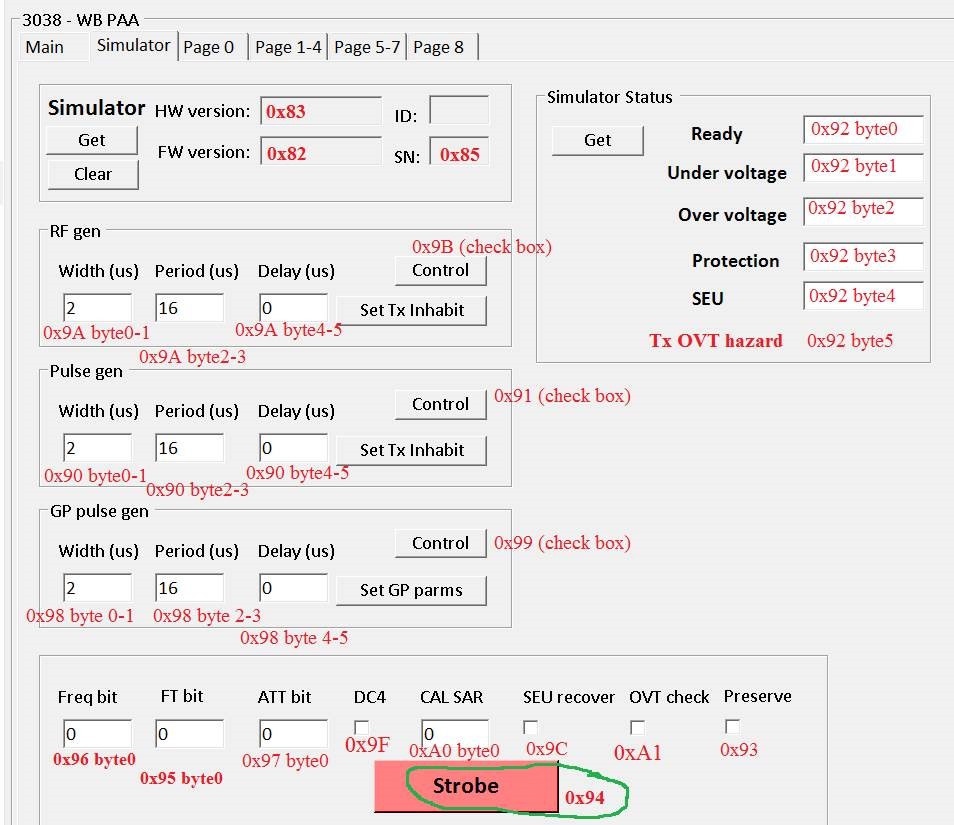 3038 - WB PAA
Main Simulator Page 0 Page 1-4 Page 5-7 Page 8
Simulator HW version: 0x83 ID:
Get FW version: 0x82 SN: 0x85
Clear
Simulator Status
Get
Ready 0x92 byte0
Under voltage 0x92 byte1
Over voltage 0x92 byte2
Protection 0x92 byte3
SEU 0x92 byte4
Tx OVT hazard 0x92 byte5
RF gen
0x9B (check box)
Width (us) Period (us) Delay (us) Control
2 16 0 Set Tx Inhabit
0x9A byte0-1 0x9A byte4-5
0x9A byte2-3
Pulse gen
Control 0x91 (check box)
Width (us) Period (us) Delay (us)
2 16 0 Set Tx Inhabit
0x90 byte0-1 0x90 byte4-5
0x90 byte2-3
GP pulse gen
Control 0x99 (check box)
Width (us) Period (us) Delay (us)
2 16 0 Set GP parms
0x98 byte 0-1 0x98 byte 2-3
0x98 byte 4-5
Freq bit FT bit ATT bit DC4 CAL SAR SEU recover OVT check Preserve
0 0 0 0
0x96 byte0 0x95 byte0 0x97 byte0 0x9F 0xA0 byte0 0x9C 0xA1 0x93
Strobe 0x94